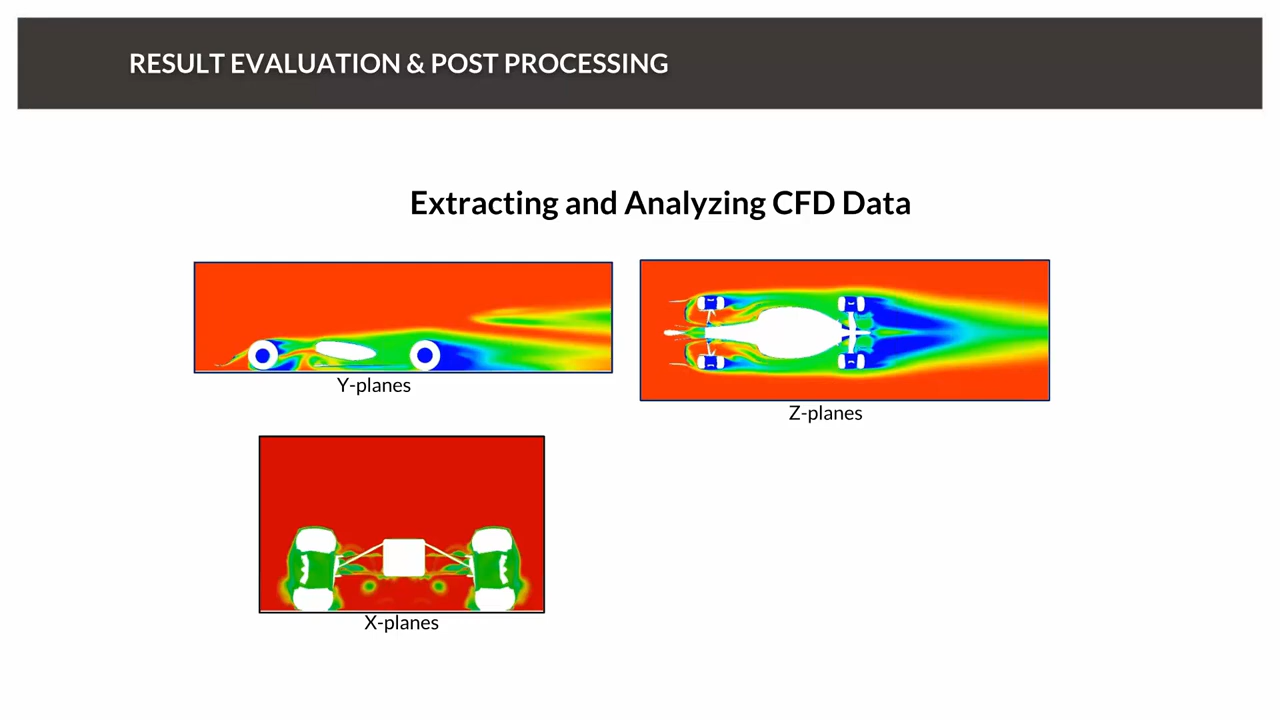 RESULT EVALUATION & POST PROCESSING
Extracting and Analyzing CFD Data
Y-planes
Z-planes
X-planes